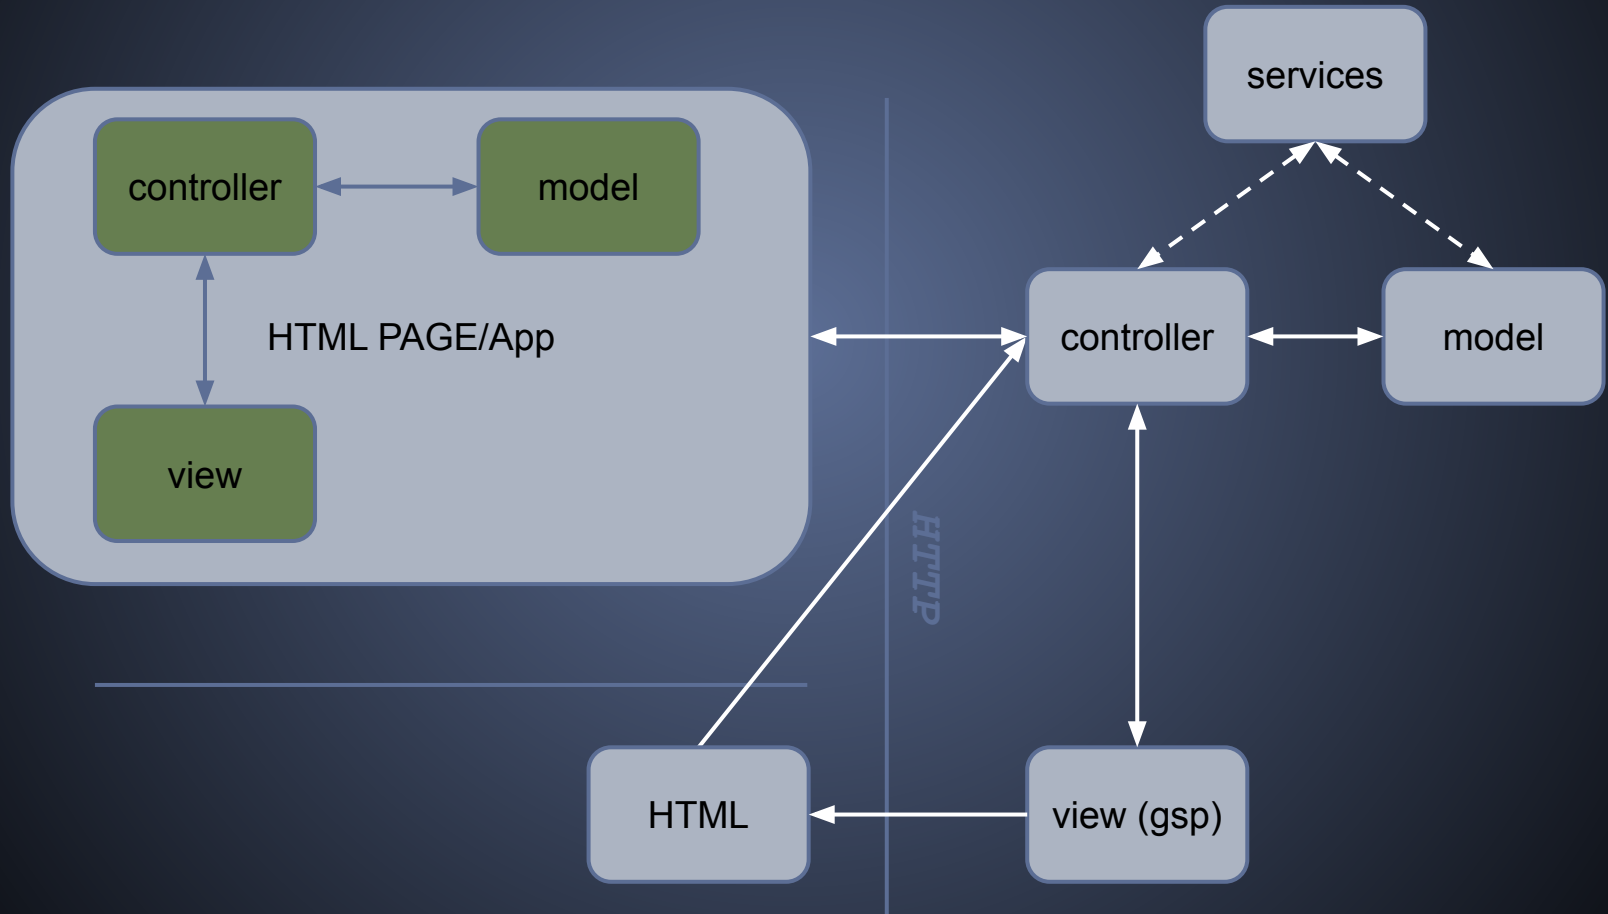 services
controller
model
HTML PAGE/App
controller
model
view
HTTP
HTML
view (gsp)